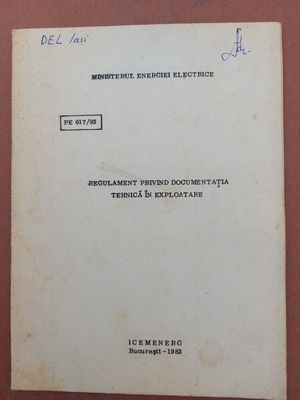 DEL Iasi
MINISTERUL ENERGIEI ELECTRICE
PE 017/83
REGULAMENT PRIVIND DOCUMENTAŢIA
TEHNICĂ ÎN EXPLOATARE
ICEMENERG
Bucureşti-1983